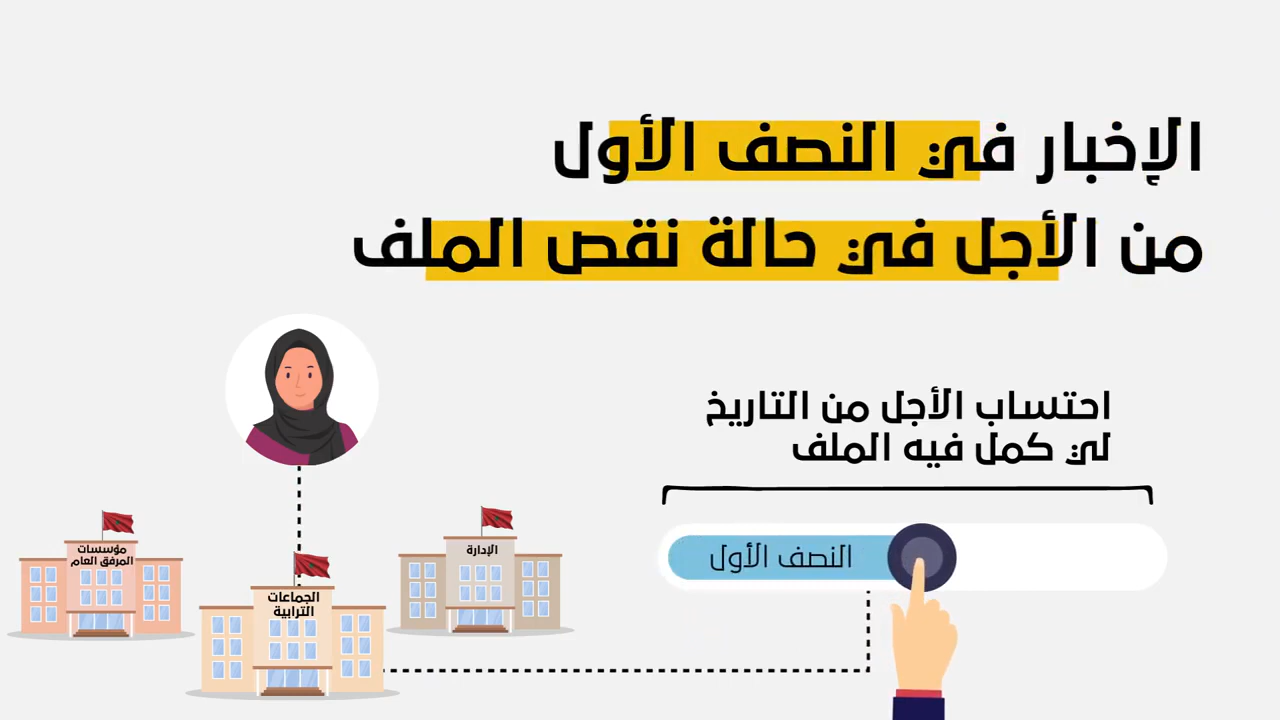 الإخبار في النصف الأول
من الأجل في حالة نقص الملف
احتساب الأجل من التاريخ
لي كمل فيه الملف
النصف الأول
الإدارة
الجماعات
الترابية
مؤسسات
المرفق العام